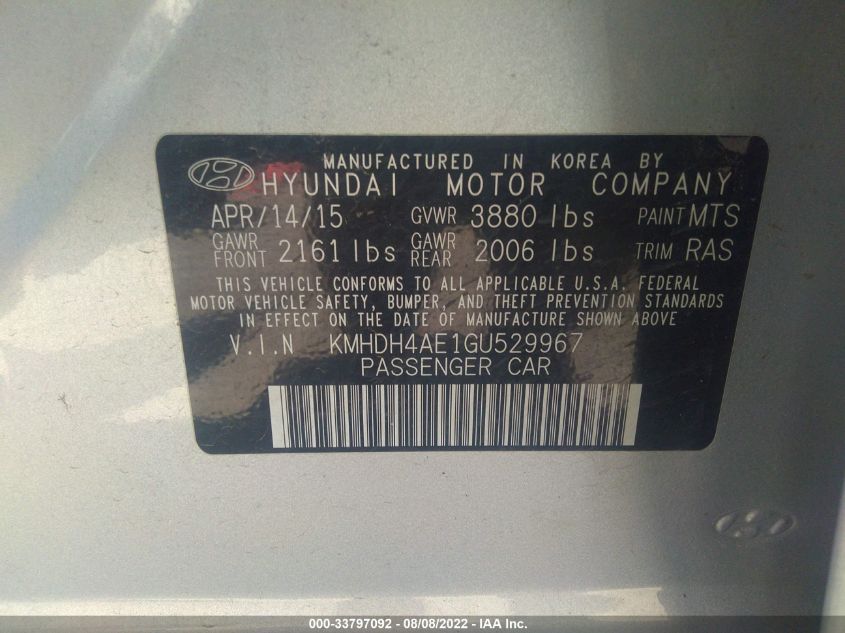 MANUFACTURED IN KOREA BY
HYUNDAI MOTOR COMPANY
APR/14/15 GVWR 3880 lbs PAINT MTS
GAWR FRONT 2161 lbs GAWR REAR 2006 lbs TRIM RAS
THIS VEHICLE CONFORMS TO ALL APPLICABLE U.S.A. FEDERAL
MOTOR VEHICLE SAFETY, BUMPER, AND THEFT PREVENTION STANDARDS
IN EFFECT ON THE DATE OF MANUFACTURE SHOWN ABOVE
V.I.N KMHDH4AE1GU529967
PASSENGER CAR
000-33797092 - 08/08/2022 - IAA Inc.